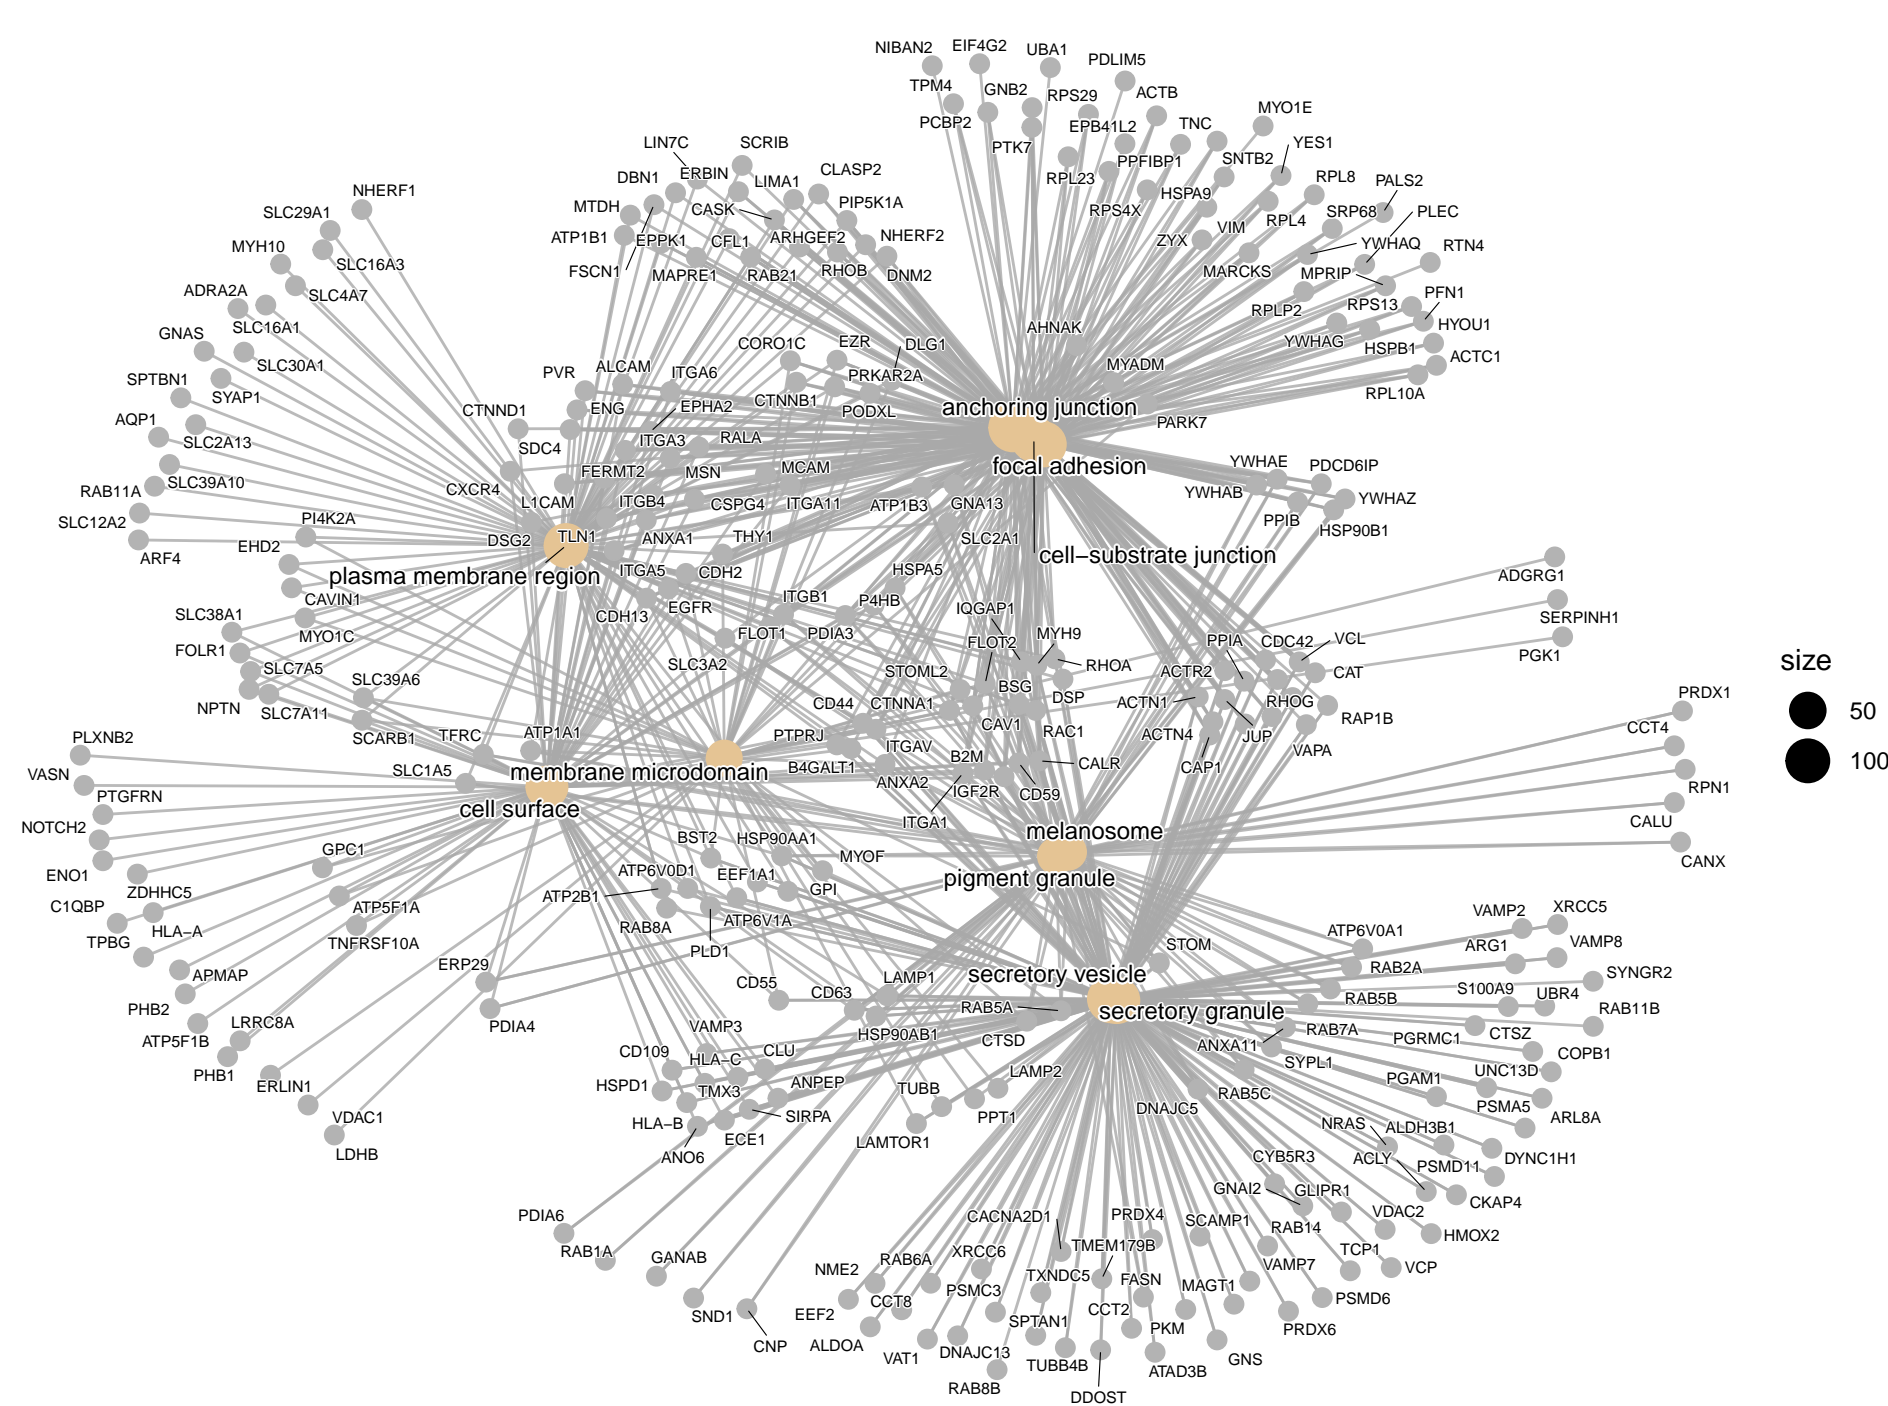 NIBAN2
EIF4G2
UBA1
PDLIM5
TPM4
GNB2
RPS29
ACTB
MYO1E
PCBP2
EPB41L2
TNC
PTK7
YES1
LIN7C
SCRIB
PPFIBP1
SNTB2
DBN1
ERBIN
LIMA1
CLASP2
RPL23
HSPA9
RPL8
PALS2
NHERF1
MTDH
CASK
PIP5K1A
RPS4X
RPL4
SRP68
PLEC
SLC29A1
ATP1B1
EPPK1
CFL1
ARHGEF2
NHERF2
ZYX
VIM
YWHAQ
RTN4
MYH10
SLC16A3
FSCN1
MAPRE1
RAB21
RHOB
DNM2
MARCKS
MPRIP
ADRA2A
SLC4A7
RPLP2
RPS13
PFN1
SLC16A1
AHNAK
HYOU1
GNAS
CORO1C
EZR
DLG1
YWHAG
HSPB1
ACTC1
SLC30A1
PVR
ALCAM
ITGA6
PRKAR2A
MYADM
SPTBN1
SYAP1
CTNNB1
RPL10A
CTNND1
ENG
EPHA2
PODXL
anchoring junction
AQP1
SLC2A13
SDC4
ITGA3
RALA
PARK7
SLC39A10
FERMT2
MSN
MCAM
focal adhesion
YWHAE
PDCD6IP
RAB11A
CXCR4
L1CAM
ITGB4
CSPG4
ITGA11
ATP1B3
GNA13
YWHAB
YWHAZ
SLC12A2
PI4K2A
PPIB
HSP90B1
ARF4
EHD2
DSG2
TLN1
ANXA1
THY1
SLC2A1
cell−substrate junction
plasma membrane region
ITGA5
CDH2
HSPA5
ADGRG1
CAVIN1
CDH13
EGFR
ITGB1
P4HB
IQGAP1
SERPINH1
SLC38A1
MYO1C
FLOT1
PDIA3
FLOT2
MYH9
PPIA
CDC42
VCL
FOLR1
SLC3A2
STOML2
RHOA
ACTR2
CAT
PGK1
SLC7A5
SLC39A6
BSG
DSP
size
NPTN
SLC7A11
CD44
CTNNA1
ACTN1
RHOG
RAP1B
PRDX1
50
SCARB1
TFRC
ATP1A1
PTPRJ
ITGAV
CAV1
RAC1
ACTN4
JUP
VAPA
CCT4
PLXNB2
SLC1A5
membrane microdomain
B4GALT1
ANXA2
B2M
CALR
CAP1
100
VASN
PTGFRN
cell surface
ITGA1
IGF2R
CD59
RPN1
NOTCH2
BST2
HSP90AA1
melanosome
CALU
GPC1
MYOF
CANX
ENO1
ZDHHC5
ATP6V0D1
EEF1A1
GPI
pigment granule
C1QBP
ATP5F1A
ATP2B1
ATP6V1A
VAMP2
XRCC5
TPBG
HLA−A
TNFRSF10A
RAB8A
PLD1
STOM
ATP6V0A1
ARG1
VAMP8
APMAP
ERP29
CD55
CD63
LAMP1
secretory vesicle
RAB2A
SYNGR2
PHB2
PDIA4
RAB5A
secretory granule
RAB5B
S100A9
UBR4
RAB11B
ATP5F1B
LRRC8A
VAMP3
HSP90AB1
CTSD
ANXA11
RAB7A
PGRMC1
CTSZ
COPB1
PHB1
CD109
HLA−C
CLU
SYPL1
UNC13D
ERLIN1
HSPD1
TMX3
ANPEP
TUBB
LAMP2
RAB5C
PGAM1
PSMA5
ARL8A
VDAC1
HLA−B
ECE1
SIRPA
PPT1
DNAJC5
NRAS
ALDH3B1
LDHB
ANO6
LAMTOR1
CYB5R3
ACLY
PSMD11
DYNC1H1
GNAI2
GLIPR1
CKAP4
PDIA6
CACNA2D1
PRDX4
SCAMP1
RAB14
VDAC2
HMOX2
RAB1A
GANAB
NME2
RAB6A
XRCC6
TMEM179B
TCP1
VAMP7
VCP
CCT8
PSMC3
TXNDC5
FASN
MAGT1
PSMD6
SND1
EEF2
SPTAN1
CCT2
PKM
PRDX6
CNP
ALDOA
VAT1
DNAJC13
TUBB4B
ATAD3B
GNS
RAB8B
DDOST